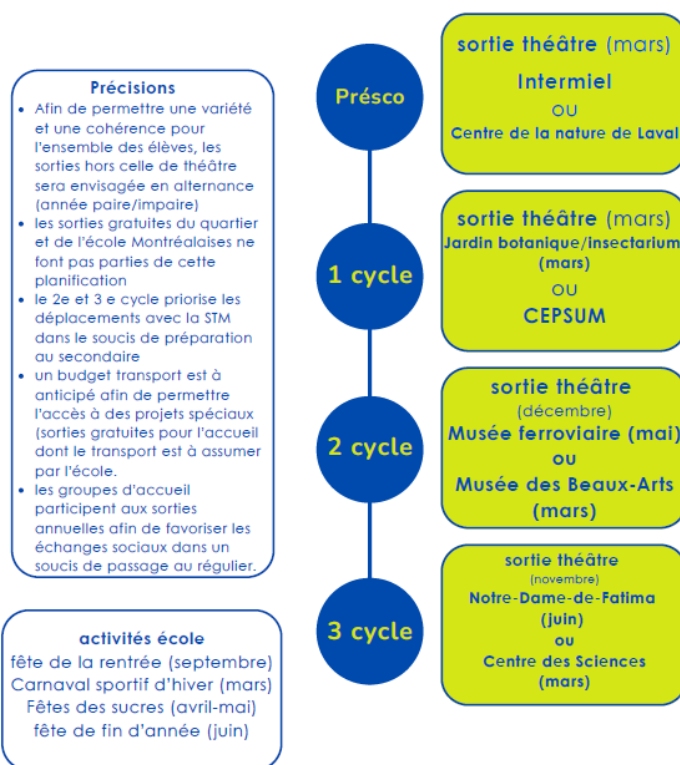 Précisions
• Afin de permettre une variété
et une cohérence pour
l'ensemble des élèves, les
sorties hors celle de théâtre
sera envisagée en alternance
(année paire/impaire)
• les sorties gratuites du quartier
et de l'école Montréalaises ne
font pas parties de cette
planification
• le 2e et 3 e cycle priorise les
déplacements avec la STM
dans le soucis de préparation
au secondaire
• un budget transport est à
anticipé afin de permettre
l'accès à des projets spéciaux
(sorties gratuites pour l'accueil
dont le transport est à assumer
par l'école.
• les groupes d'accueil
participent aux sorties
annuelles afin de favoriser les
échanges sociaux dans un
soucis de passage au régulier.
activités école
fête de la rentrée (septembre)
Carnaval sportif d'hiver (mars)
Fêtes des sucres (avril-mai)
fête de fin d'année (juin)
Présco
sortie théâtre (mars)
Intermiel
OU
Centre de la nature de Laval
1 cycle
sortie théâtre (mars)
Jardin botanique/insectarium
(mars)
OU
CEPSUM
2 cycle
sortie théâtre
(décembre)
Musée ferroviaire (mai)
ou
Musée des Beaux-Arts
(mars)
3 cycle
sortie théâtre
(novembre)
Notre-Dame-de-Fatima
(juin)
ou
Centre des Sciences
(mars)